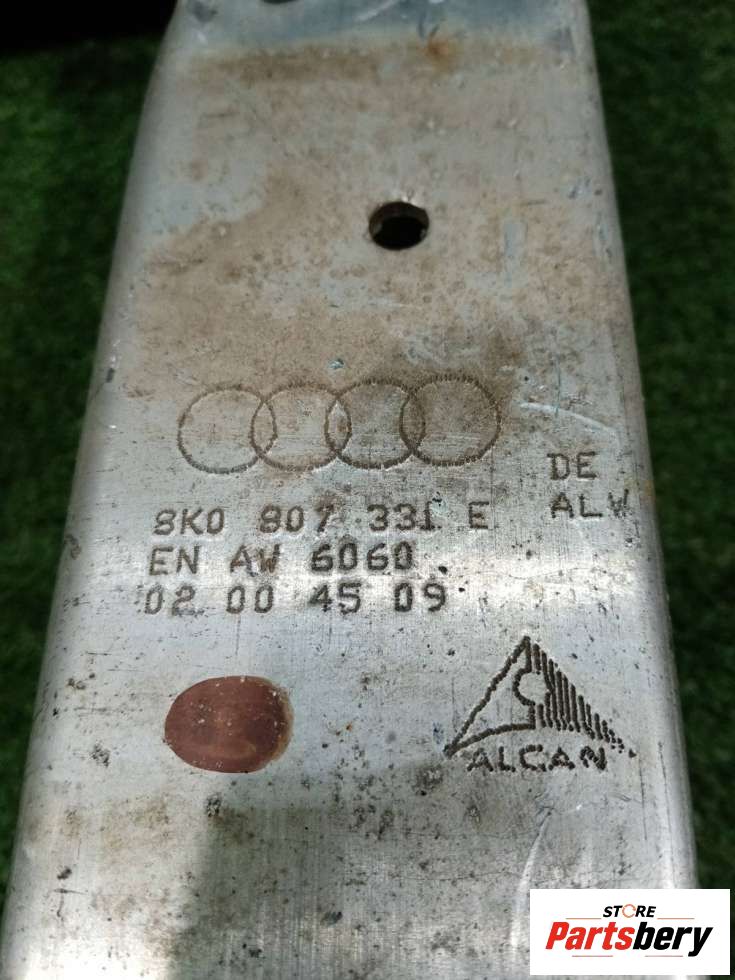 DE
ALW
8K0 807 331 E
EN AW 6060
02 00 45 09
ALCAN
STORE
Partsbery